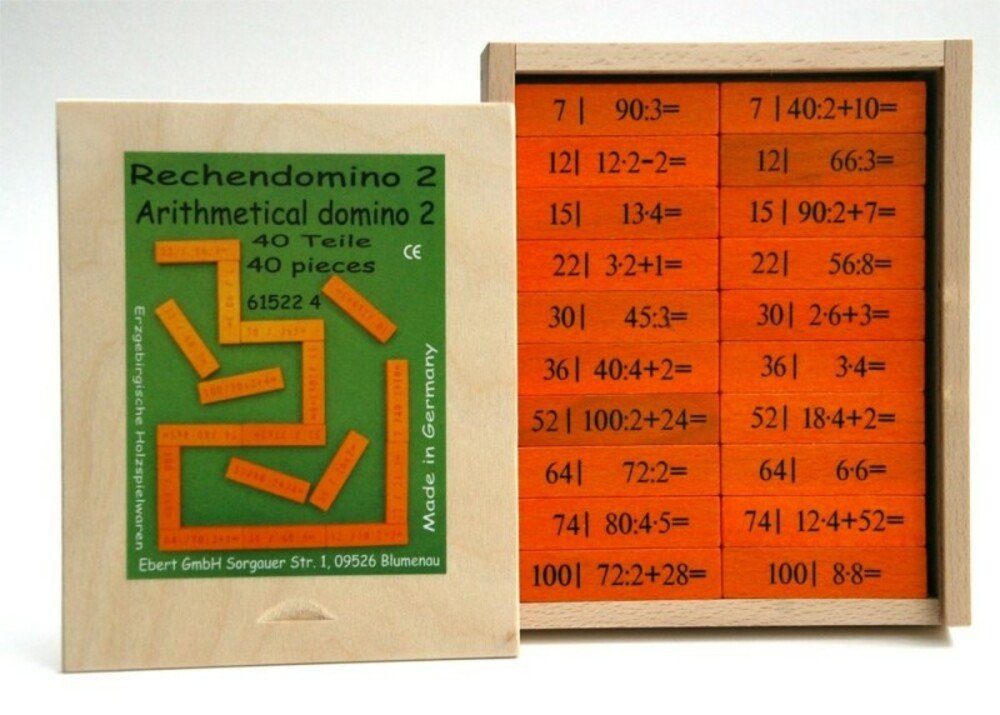 Rechendomino 2
Arithmetical domino 2
40 Teile
40 pieces
CE
61522 4
Erzgebirgische Holzspielwaren
Made in Germany
Ebert GmbH Sorgauer Str. 1, 09526 Blumenau
7 | 90:3=
7 | 40:2+10=
12| 12·2-2=
12| 66:3=
15| 13·4=
15 | 90:2+7=
22| 3·2+1=
22| 56:8=
30| 45:3=
30| 2·6+3=
36| 40:4+2=
36| 3·4=
52 | 100:2+24=
52| 18·4+2=
64| 72:2=
64| 6·6=
74| 80:4·5=
74| 12·4+52=
100| 72:2+28=
100| 8·8=